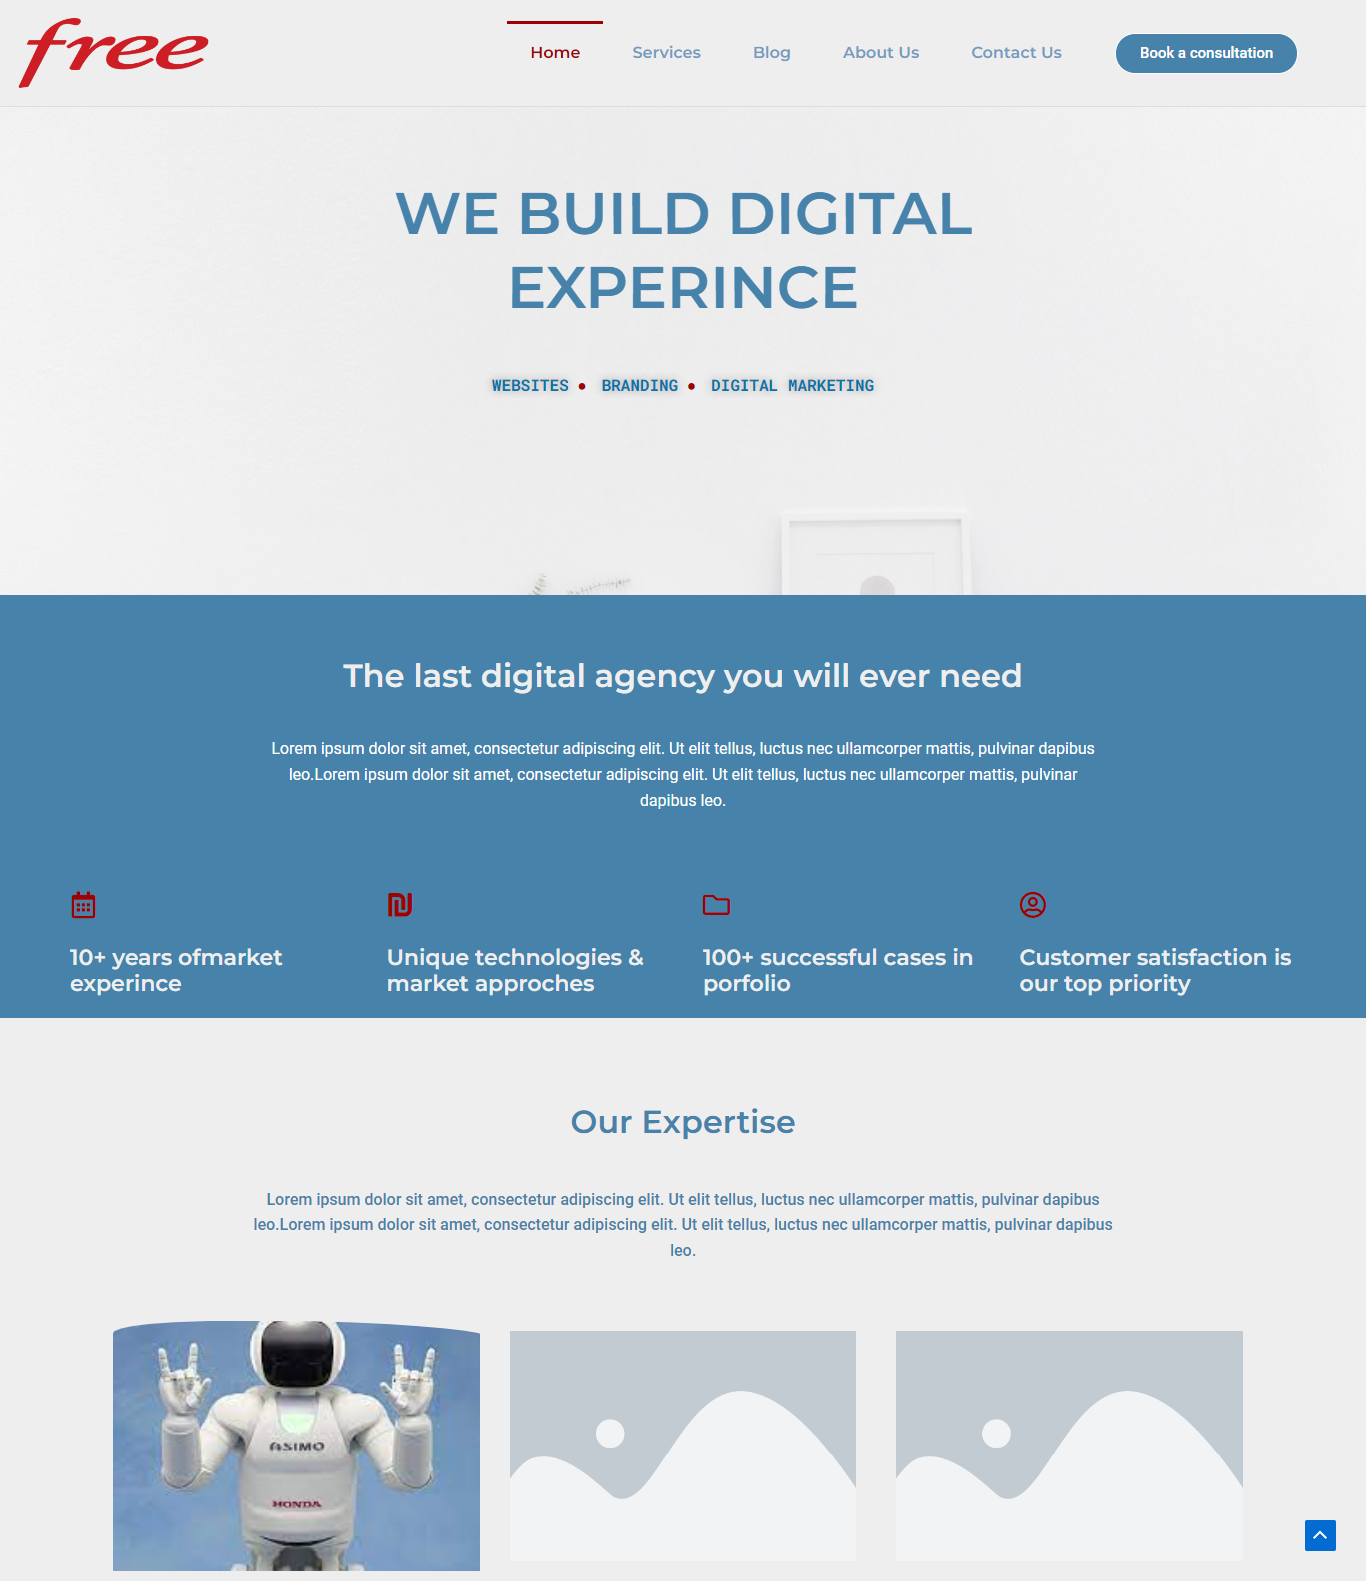 free
Home
Services
Blog
About Us
Contact Us
Book a consultation
WE BUILD DIGITAL
EXPERINCE
WEBSITES • BRANDING • DIGITAL MARKETING
The last digital agency you will ever need
Lorem ipsum dolor sit amet, consectetur adipiscing elit. Ut elit tellus, luctus nec ullamcorper mattis, pulvinar dapibus
leo.Lorem ipsum dolor sit amet, consectetur adipiscing elit. Ut elit tellus, luctus nec ullamcorper mattis, pulvinar
dapibus leo.
10+ years ofmarket
experince
Unique technologies &
market approches
100+ successful cases in
porfolio
Customer satisfaction is
our top priority
Our Expertise
Lorem ipsum dolor sit amet, consectetur adipiscing elit. Ut elit tellus, luctus nec ullamcorper mattis, pulvinar dapibus
leo.Lorem ipsum dolor sit amet, consectetur adipiscing elit. Ut elit tellus, luctus nec ullamcorper mattis, pulvinar dapibus
leo.
ASIMO
HONDA